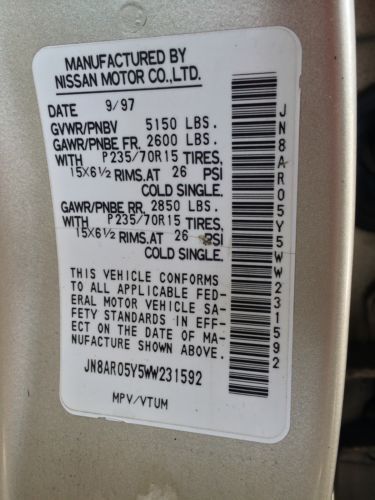 MANUFACTURED BY
NISSAN MOTOR CO.,LTD.
DATE 9/97
GVWR/PNBV 5150 LBS.
GAWR/PNBE FR. 2600 LBS.
WITH P235/70R15 TIRES,
15X6½ RIMS.AT 26 PSI
COLD SINGLE.
GAWR/PNBE RR. 2850 LBS.
WITH P235/70R15 TIRES,
15X6½ RIMS.AT 26 PSI
COLD SINGLE.
THIS VEHICLE CONFORMS
TO ALL APPLICABLE FED-
ERAL MOTOR VEHICLE SA-
FETY STANDARDS IN EFF-
ECT ON THE DATE OF MA-
NUFACTURE SHOWN ABOVE.
JN8AR05Y5WW231592
MPV/VTUM
JN8AR05Y5WW231592